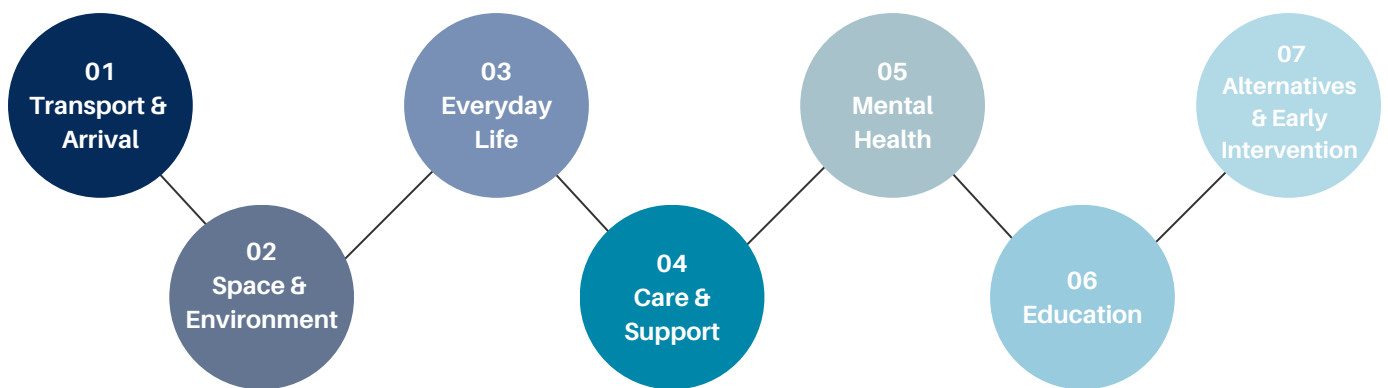 01
Transport &
Arrival
02
Space &
Environment
03
Everyday
Life
04
Care &
Support
05
Mental
Health
06
Education
07
Alternatives
& Early
Intervention